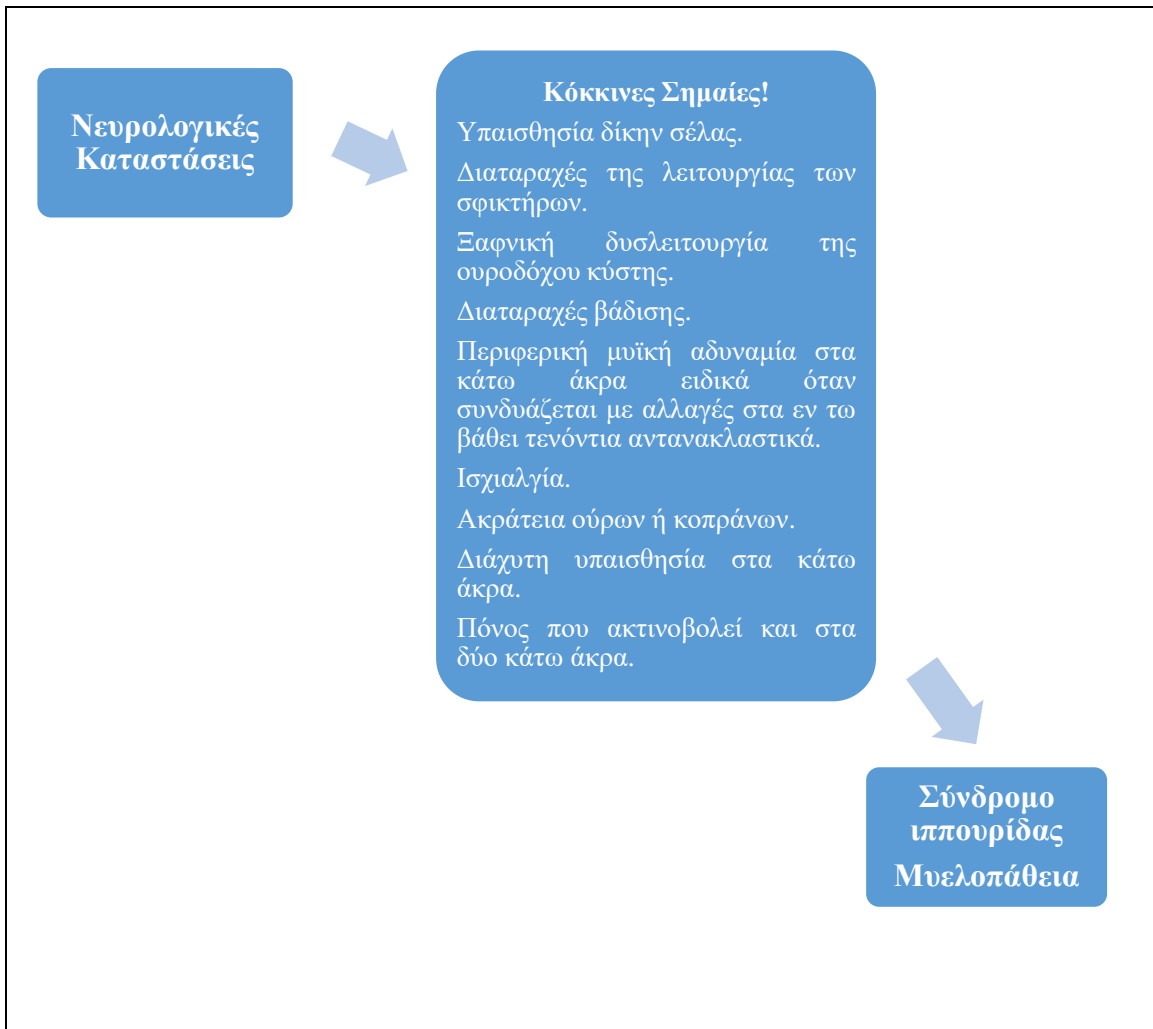 Νευρολογικές
Καταστάσεις
Κόκκινες Σημαίες!
Υπαισθησία δίκην σέλας.
Διαταραχές της λειτουργίας των
σφικτήρων.
Ξαφνική δυσλειτουργία της
ουροδόχου κύστης.
Διαταραχές βάδισης.
Περιφερική μυϊκή αδυναμία στα
κάτω άκρα ειδικά όταν
συνδυάζεται με αλλαγές στα εν τω
βάθει τενόντια αντανακλαστικά.
Ισχιαλγία.
Ακράτεια ούρων ή κοπράνων.
Διάχυτη υπαισθησία στα κάτω
άκρα.
Πόνος που ακτινοβολεί και στα
δύο κάτω άκρα.
Σύνδρομο
ιππουρίδας
Μυελοπάθεια